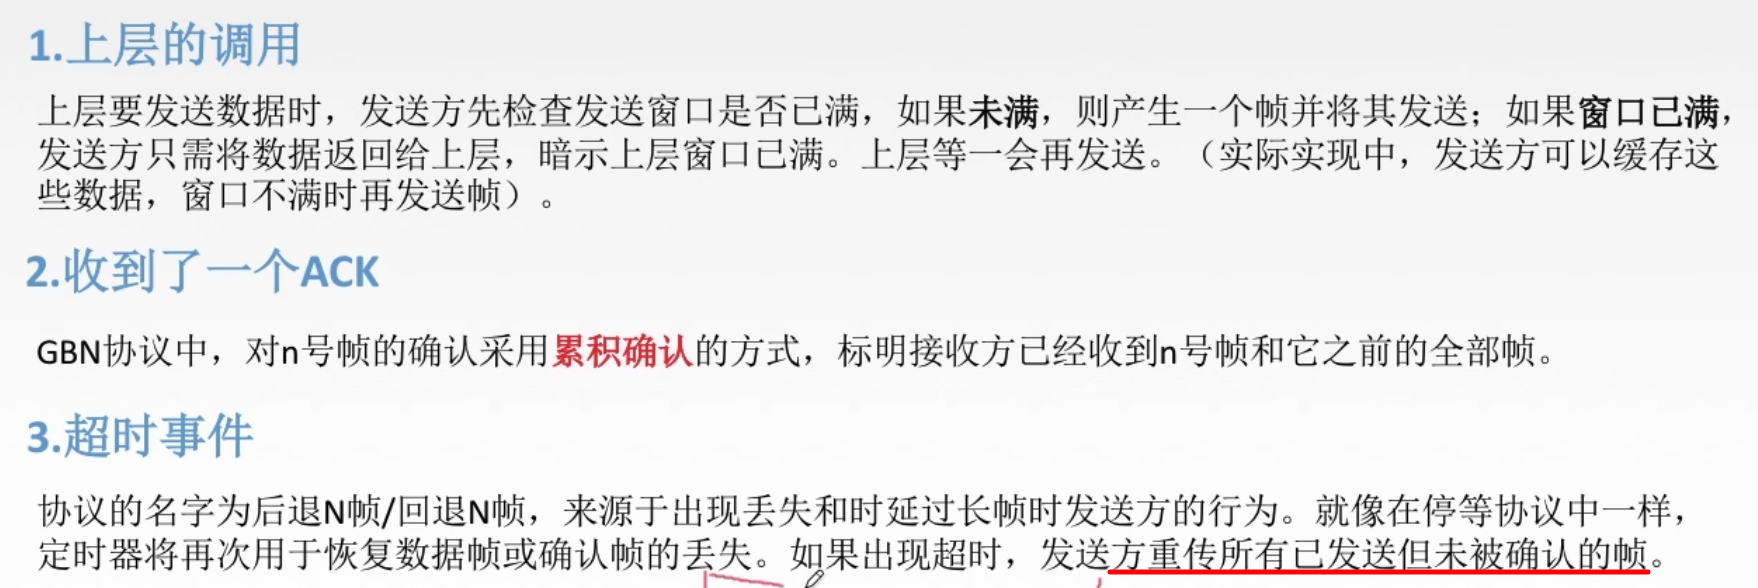 1.上层的调用
上层要发送数据时，发送方先检查发送窗口是否已满，如果未满，则产生一个帧并将其发送；如果窗口已满，
发送方只需将数据返回给上层，暗示上层窗口已满。上层等一会再发送。（实际实现中，发送方可以缓存这
些数据，窗口不满时再发送帧）。
2.收到了一个ACK
GBN协议中，对n号帧的确认采用累积确认的方式，标明接收方已经收到n号帧和它之前的全部帧。
3.超时事件
协议的名字为后退N帧/回退N帧，来源于出现丢失和时延过长帧时发送方的行为。就像在停等协议中一样，
定时器将再次用于恢复数据帧或确认帧的丢失。如果出现超时，发送方重传所有已发送但未被确认的帧。